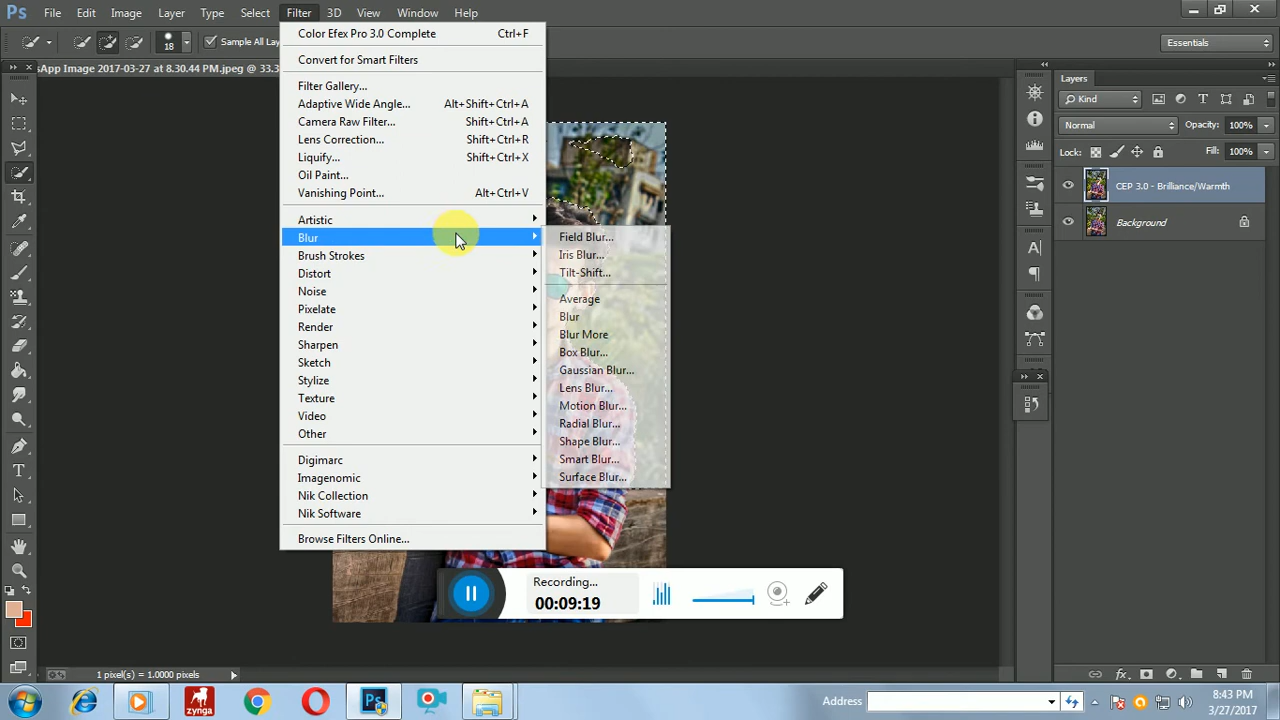 Ps File Edit Image Layer Type Select Filter 3D View Window Help
18 Sample All Lay Essentials
sApp Image 2017-03-27 at 8.30.44 PM.jpeg @ 33.3
Color Efex Pro 3.0 Complete Ctrl+F
Convert for Smart Filters
Filter Gallery...
Adaptive Wide Angle... Alt+Shift+Ctrl+A
Camera Raw Filter... Shift+Ctrl+A
Lens Correction... Shift+Ctrl+R
Liquify... Shift+Ctrl+X
Oil Paint...
Vanishing Point... Alt+Ctrl+V
Artistic
Blur
Brush Strokes
Distort
Noise
Pixelate
Render
Sharpen
Sketch
Stylize
Texture
Video
Other
Digimarc
Imagenomic
Nik Collection
Nik Software
Browse Filters Online...
Field Blur...
Iris Blur...
Tilt-Shift...
Average
Blur
Blur More
Box Blur...
Gaussian Blur...
Lens Blur...
Motion Blur...
Radial Blur...
Shape Blur...
Smart Blur...
Surface Blur...
Layers
Kind
Normal Opacity: 100%
Lock: Fill: 100%
CEP 3.0 - Brilliance/Warmth
Background
Recording...
00:09:19
1 pixel(s) = 1.0000 pixels
zynga Ps Address
8:43 PM
3/27/2017